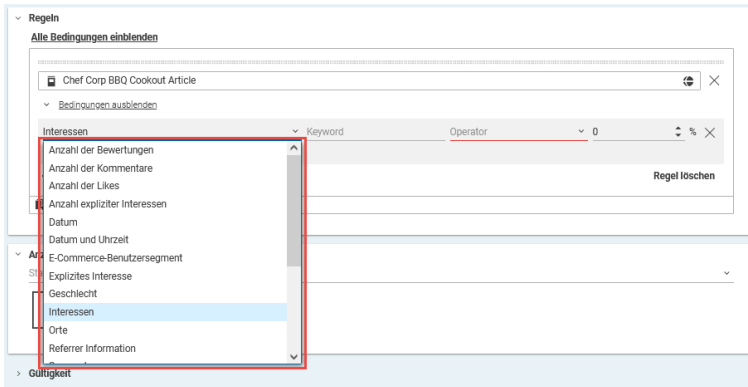 Regeln
Alle Bedingungen einblenden
Chef Corp BBQ Cookout Article
Bedingungen ausblenden
Interessen Keyword Operator 0 %
Anzahl der Bewertungen
Anzahl der Kommentare
Anzahl der Likes
Regel löschen
Anzahl expliziter Interessen
Datum
Datum und Uhrzeit
E-Commerce-Benutzersegment
Explizites Interesse
Geschlecht
Interessen
Orte
Referrer Information
Gültigkeit